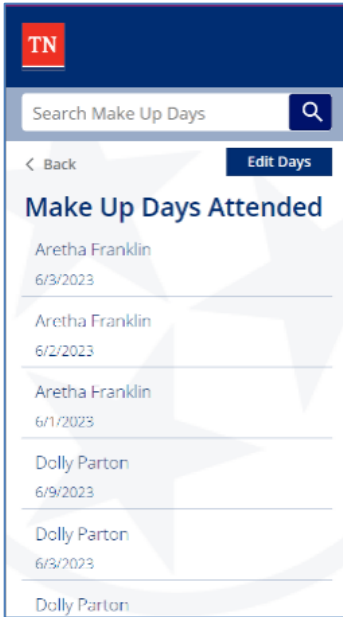 TN
Search Make Up Days
Back
Edit Days
Make Up Days Attended
Aretha Franklin
6/3/2023
Aretha Franklin
6/2/2023
Aretha Franklin
6/1/2023
Dolly Parton
6/9/2023
Dolly Parton
6/3/2023
Dolly Parton